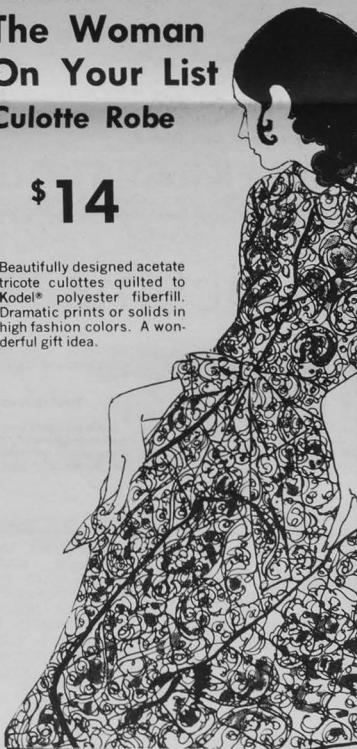 The Woman
On Your List
Culotte Robe
$14
Beautifully designed acetate
tricote culottes quilted to
Kodel® polyester fiberfill.
Dramatic prints or solids in
high fashion colors. A won-
derful gift idea.